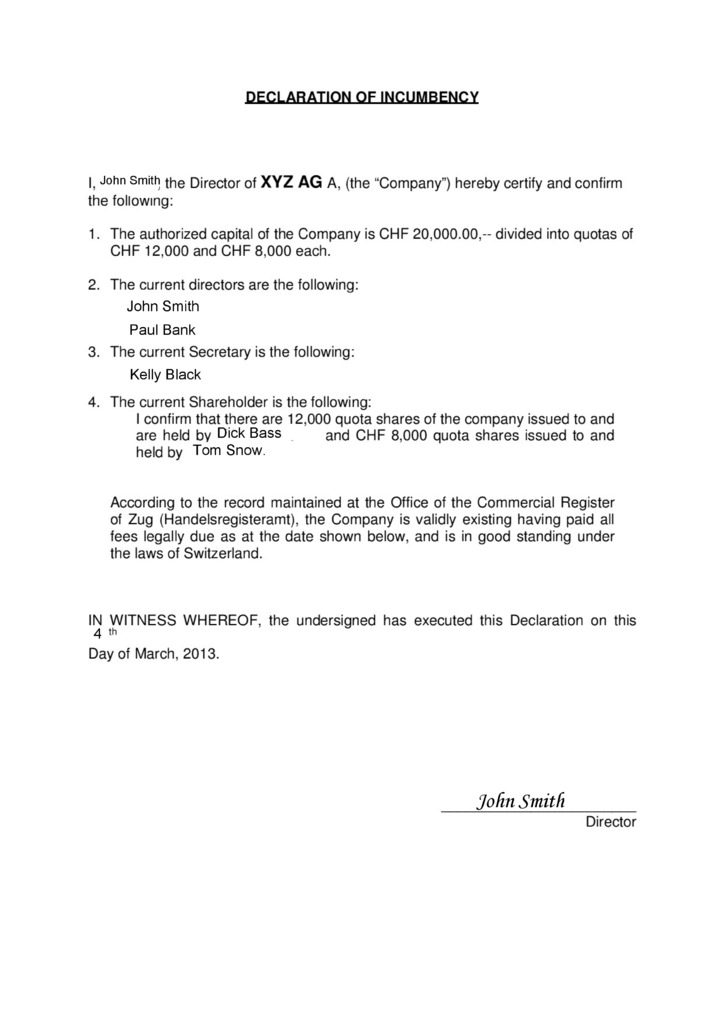 DECLARATION OF INCUMBENCY
I, John Smith, the Director of XYZ AG A, (the “Company”) hereby certify and confirm
the following:
1. The authorized capital of the Company is CHF 20,000.00,-- divided into quotas of
CHF 12,000 and CHF 8,000 each.
2. The current directors are the following:
John Smith
Paul Bank
3. The current Secretary is the following:
Kelly Black
4. The current Shareholder is the following:
I confirm that there are 12,000 quota shares of the company issued to and
are held by Dick Bass . and CHF 8,000 quota shares issued to and
held by Tom Snow.
According to the record maintained at the Office of the Commercial Register
of Zug (Handelsregisteramt), the Company is validly existing having paid all
fees legally due as at the date shown below, and is in good standing under
the laws of Switzerland.
IN WITNESS WHEREOF, the undersigned has executed this Declaration on this
4 th
Day of March, 2013.
John Smith
Director